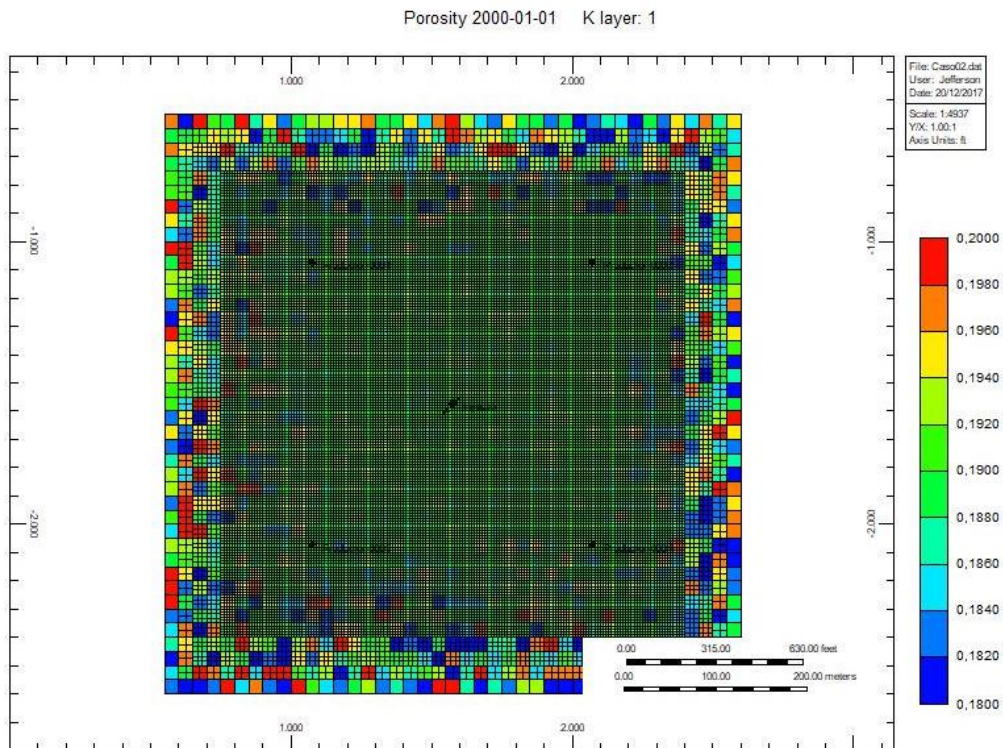 Porosity 2000-01-01 K layer: 1
File: Caso02.dat
User: Jefferson
Date: 20/12/2017
Scale: 1:4937
Y/X: 1.00:1
Axis Units: ft
1.000 2.000
-1.000 -1.000
-2.000 -2.000
0,2000
0,1980
0,1960
0,1940
0,1920
0,1900
0,1880
0,1860
0,1840
0,1820
0,1800
0.00 315.00 630.00 feet
0.00 100.00 200.00 meters
1.000 2.000